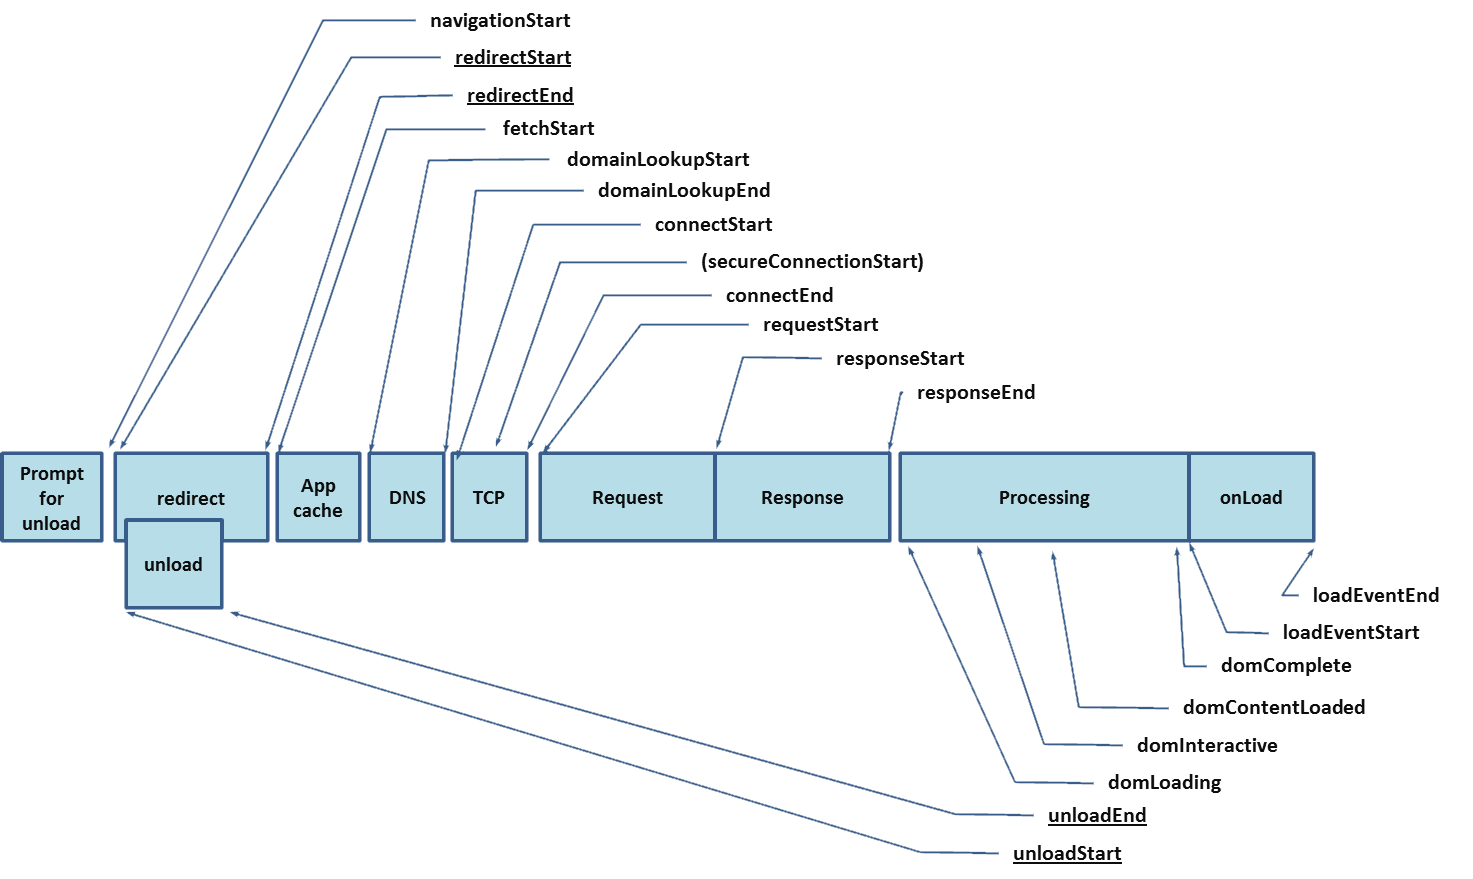 navigationStart
redirectStart
redirectEnd
fetchStart
domainLookupStart
domainLookupEnd
connectStart
(secureConnectionStart)
connectEnd
requestStart
responseStart
responseEnd
Prompt
for
unload
redirect
unload
App
cache
DNS
TCP
Request
Response
Processing
onLoad
loadEventEnd
loadEventStart
domComplete
domContentLoaded
domInteractive
domLoading
unloadEnd
unloadStart